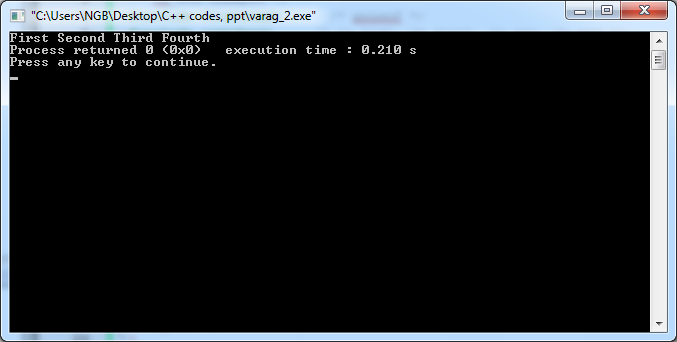 "C:\Users\NGB\Desktop\C++ codes, ppt\varag_2.exe"
First Second Third Fourth
Process returned 0 (0x0)   execution time : 0.210 s
Press any key to continue.